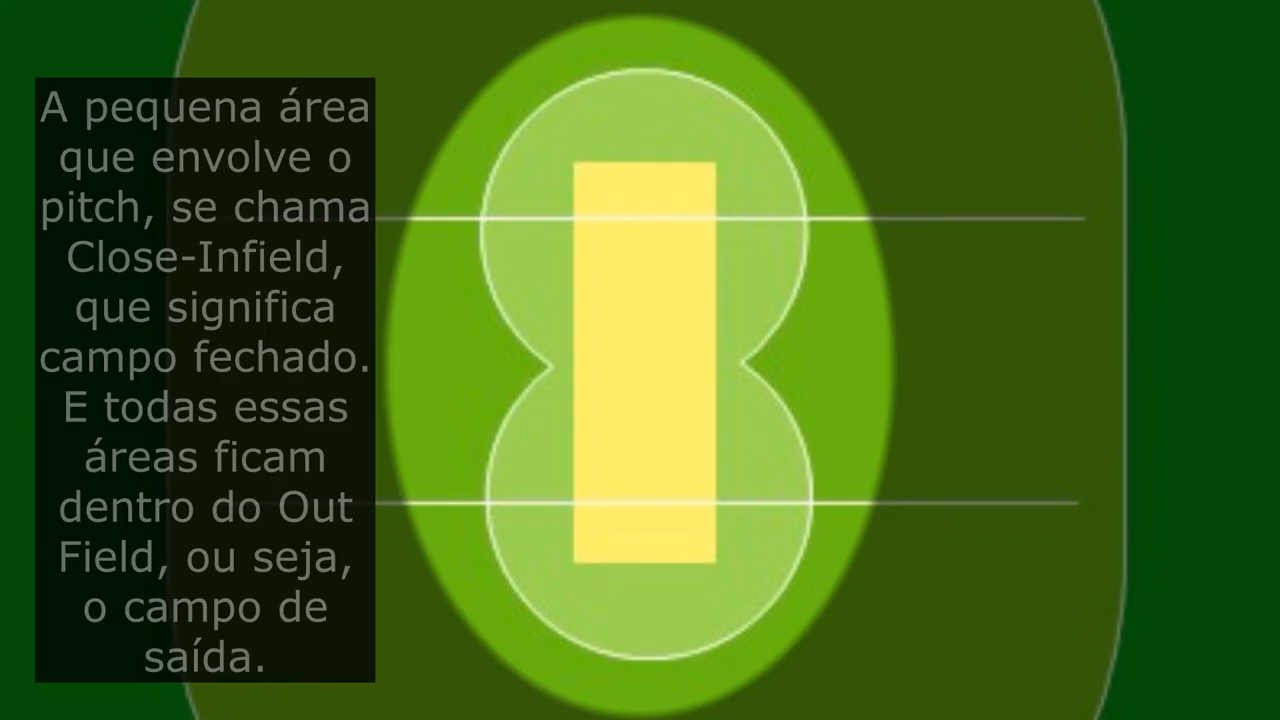 A pequena área
que envolve o
pitch, se chama
Close-Infield,
que significa
campo fechado.
E todas essas
áreas ficam
dentro do Out
Field, ou seja,
o campo de
saída.